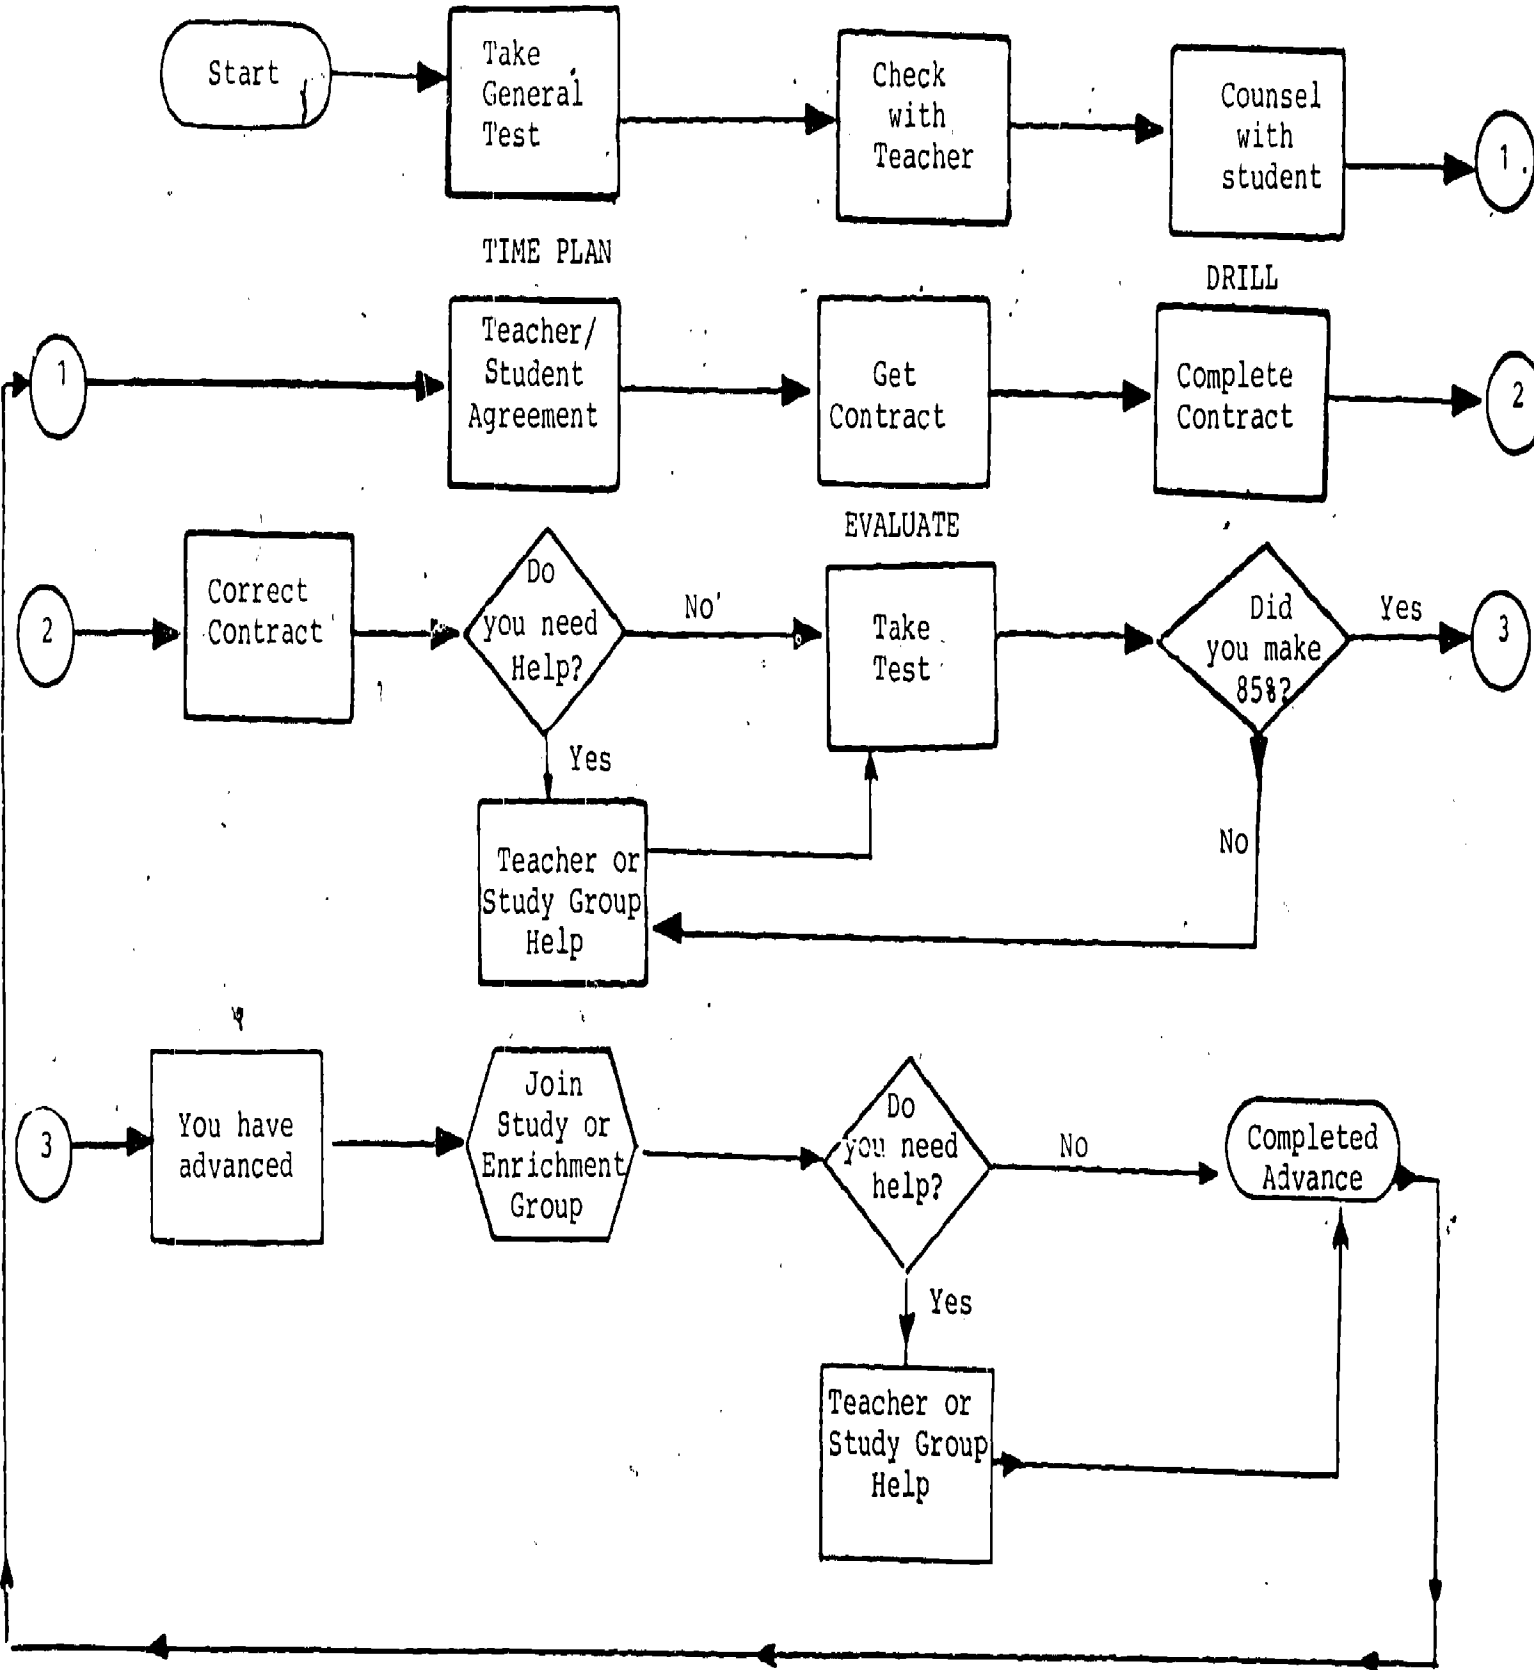 Start
Take
General
Test
Check
with
Teacher
Counsel
with
student
1
TIME PLAN
DRILL
1
Teacher/
Student
Agreement
Get
Contract
Complete
Contract
2
EVALUATE
2
Correct
Contract
Do
you need
Help?
No
Take
Test
Did
you make
85%?
Yes
3
Yes
No
Teacher or
Study Group
Help
3
You have
advanced
Join
Study or
Enrichment
Group
Do
you need
help?
No
Completed
Advance
Yes
Teacher or
Study Group
Help